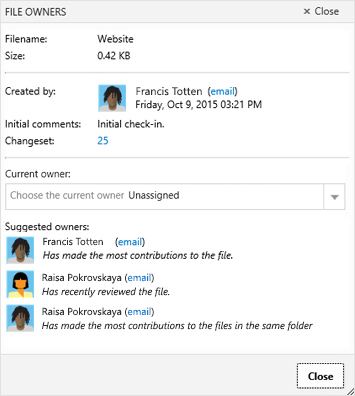 FILE OWNERS × Close
Filename: Website
Size: 0.42 KB
Created by: Francis Totten (email)
Friday, Oct 9, 2015 03:21 PM
Initial comments: Initial check-in.
Changeset: 25
Current owner:
Choose the current owner Unassigned
Suggested owners:
Francis Totten (email)
Has made the most contributions to the file.
Raisa Pokrovskaya (email)
Has recently reviewed the file.
Raisa Pokrovskaya (email)
Has made the most contributions to the files in the same folder
Close